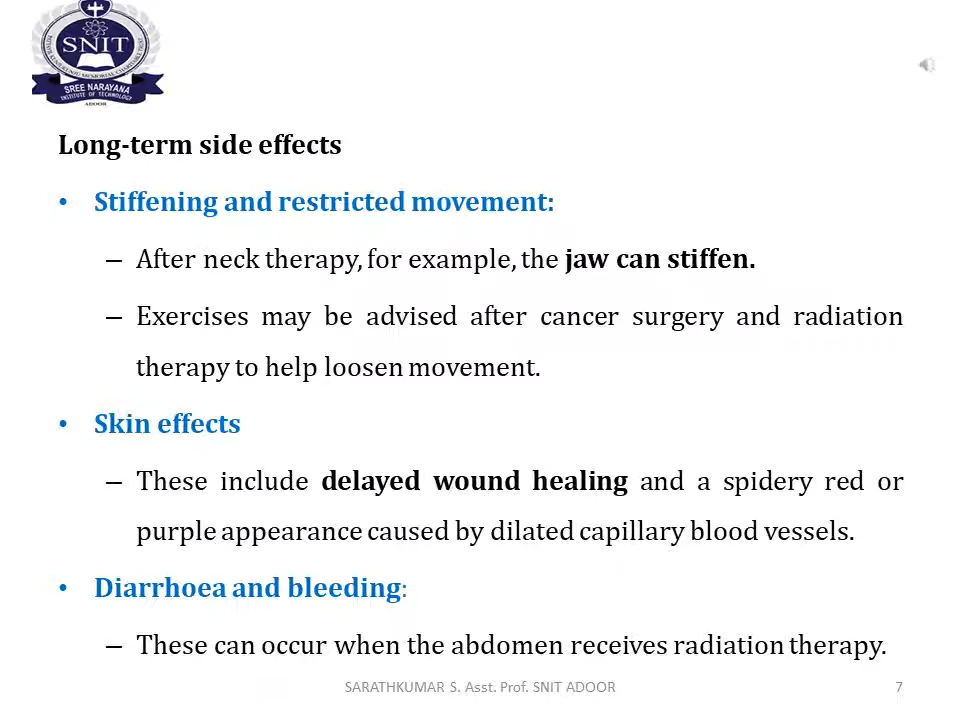 SNIT
SREE NARAYANA
INSTITUTE OF TECHNOLOGY
ADOOR
Long-term side effects
• Stiffening and restricted movement:
– After neck therapy, for example, the jaw can stiffen.
– Exercises may be advised after cancer surgery and radiation
therapy to help loosen movement.
• Skin effects
– These include delayed wound healing and a spidery red or
purple appearance caused by dilated capillary blood vessels.
• Diarrhoea and bleeding:
– These can occur when the abdomen receives radiation therapy.
SARATHKUMAR S. Asst. Prof. SNIT ADOOR
7